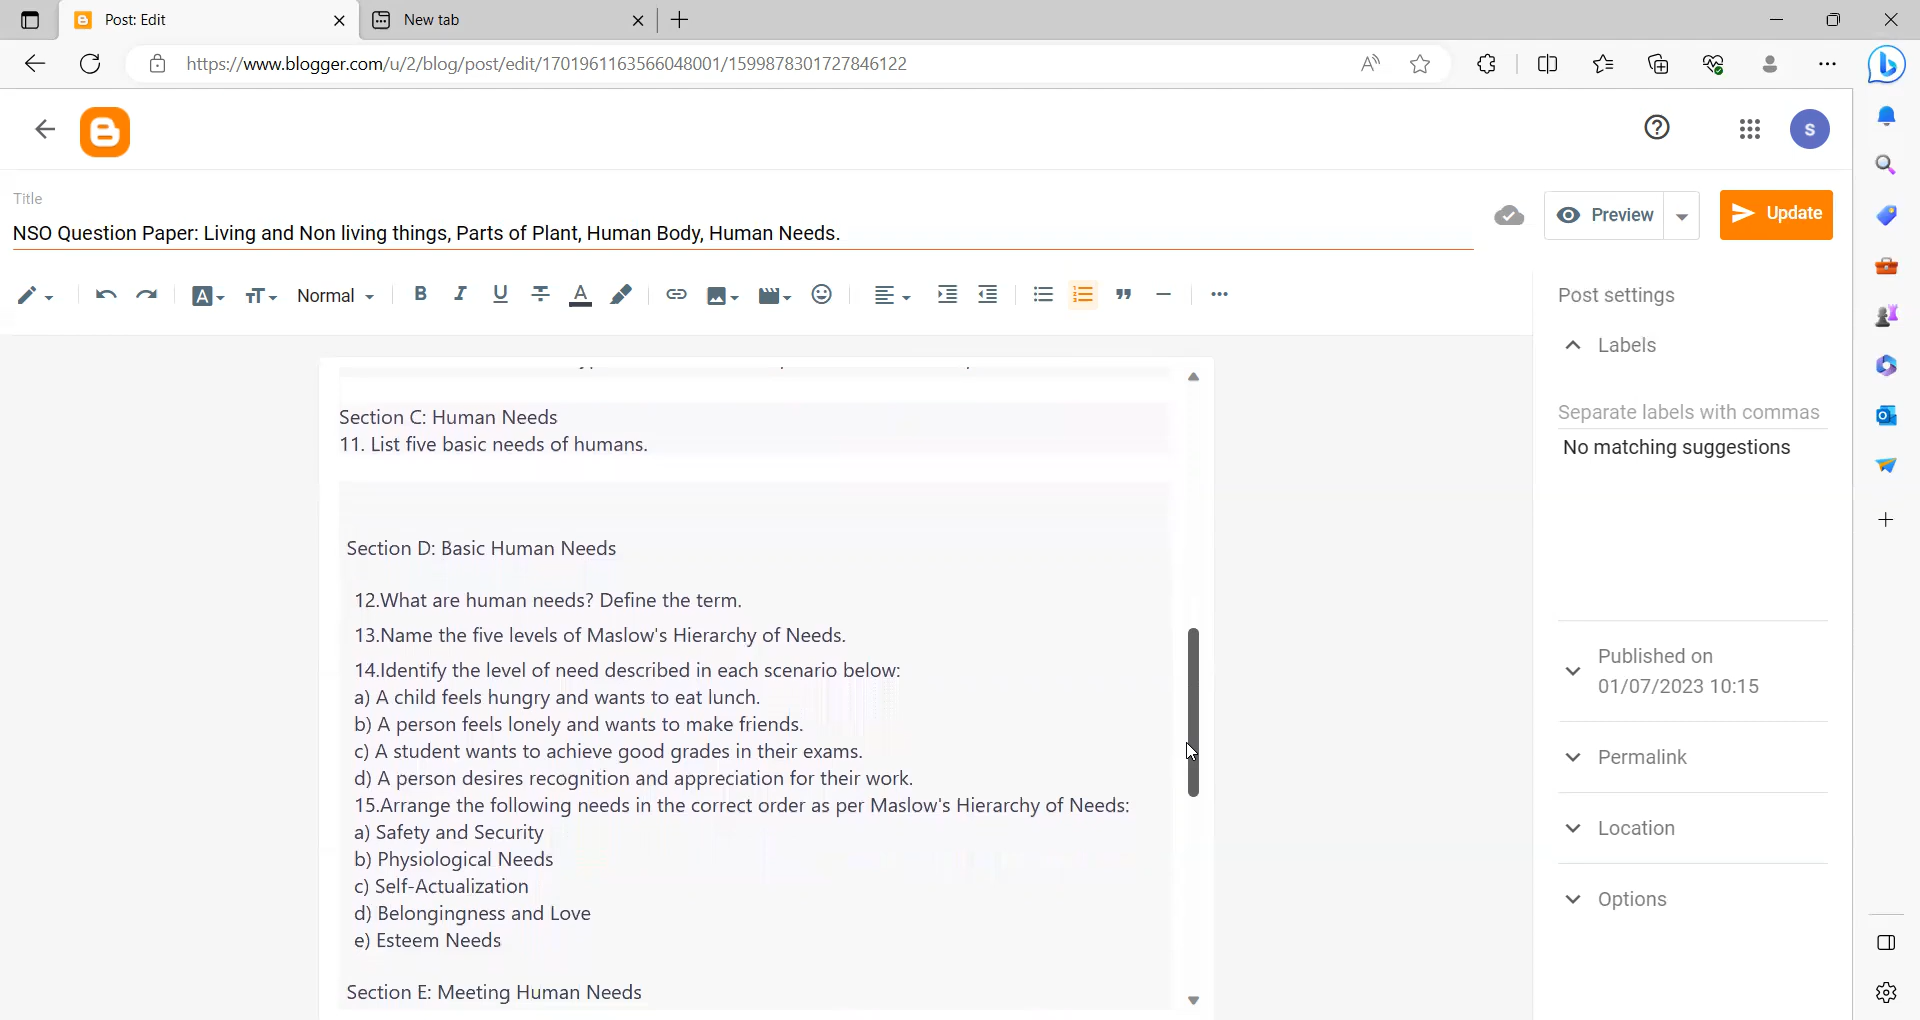 Post: Edit
New tab
https://www.blogger.com/u/2/blog/post/edit/1701961163566048001/1599878301727846122
S
Title
NSO Question Paper: Living and Non living things, Parts of Plant, Human Body, Human Needs.
Preview
Update
Normal
Post settings
Labels
Separate labels with commas
No matching suggestions
Published on
01/07/2023 10:15
Permalink
Location
Options
Section C: Human Needs
11. List five basic needs of humans.
Section D: Basic Human Needs
12.What are human needs? Define the term.
13.Name the five levels of Maslow's Hierarchy of Needs.
14.Identify the level of need described in each scenario below:
a) A child feels hungry and wants to eat lunch.
b) A person feels lonely and wants to make friends.
c) A student wants to achieve good grades in their exams.
d) A person desires recognition and appreciation for their work.
15.Arrange the following needs in the correct order as per Maslow's Hierarchy of Needs:
a) Safety and Security
b) Physiological Needs
c) Self-Actualization
d) Belongingness and Love
e) Esteem Needs
Section E: Meeting Human Needs